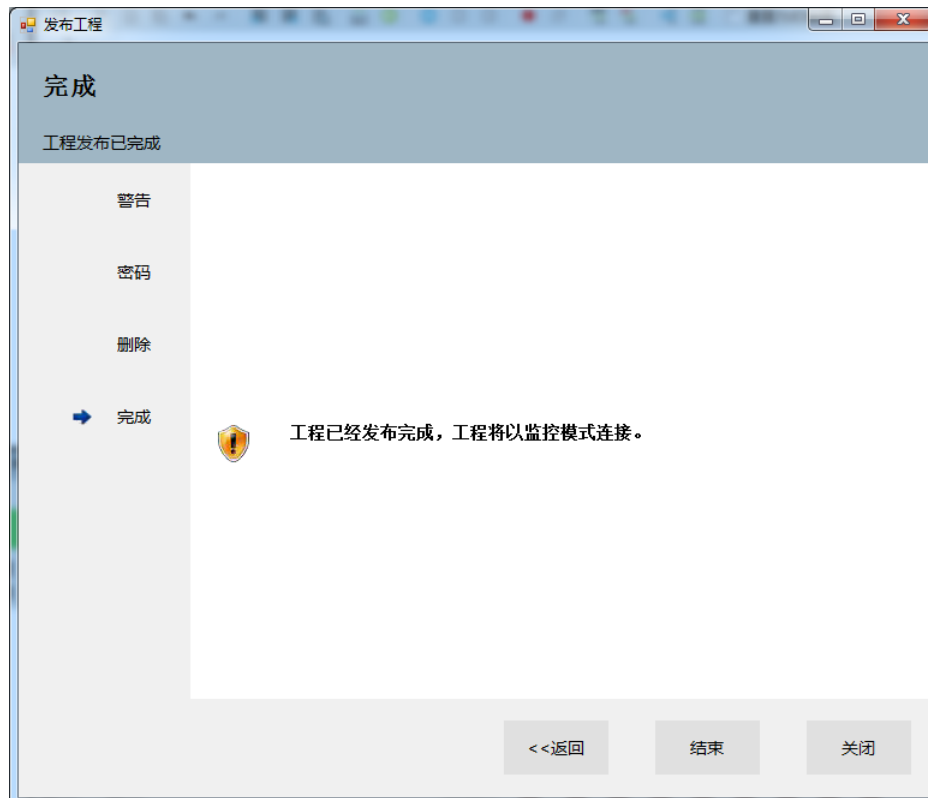 发布工程
完成
工程发布已完成
警告
密码
删除
完成
工程已经发布完成，工程将以监控模式连接。
<<返回
结束
关闭